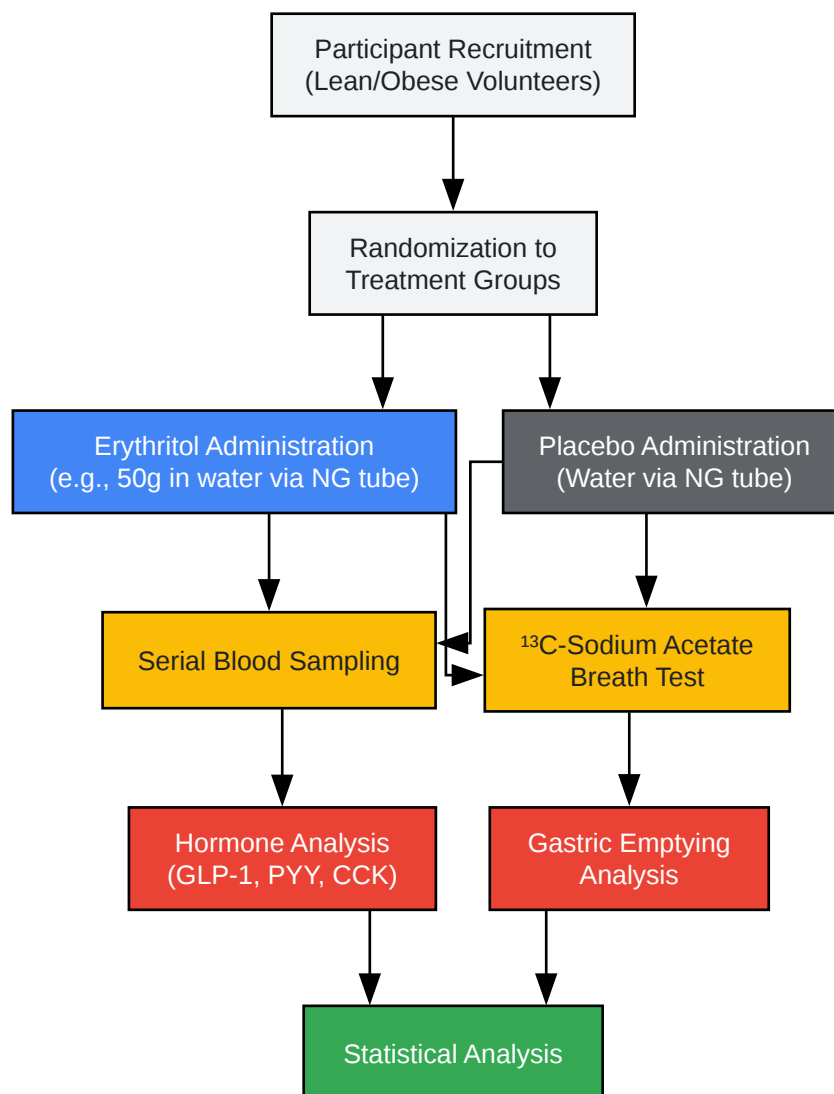 Participant Recruitment
(Lean/Obese Volunteers)
Randomization to
Treatment Groups
Erythritol Administration
(e.g., 50g in water via NG tube)
Placebo Administration
(Water via NG tube)
Serial Blood Sampling
¹³C-Sodium Acetate
Breath Test
Hormone Analysis
(GLP-1, PYY, CCK)
Gastric Emptying
Analysis
Statistical Analysis